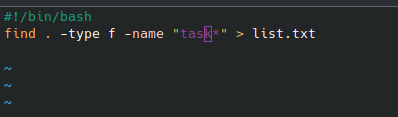 #!/bin/bash
find . -type f -name "task*" > list.txt
~
~
~